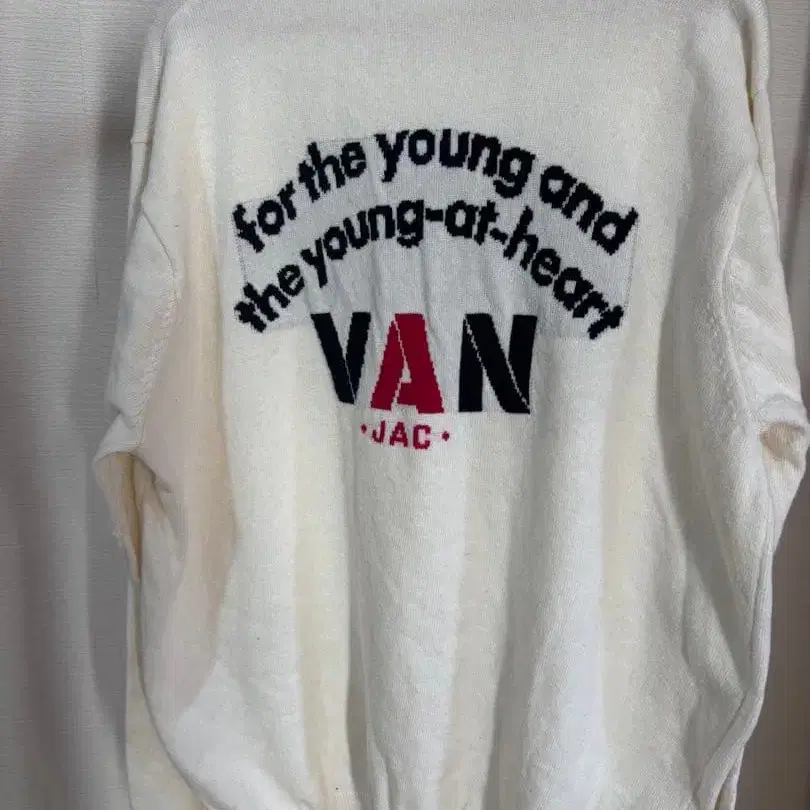 for the young and
the young-at-heart
VAN
•JAC•